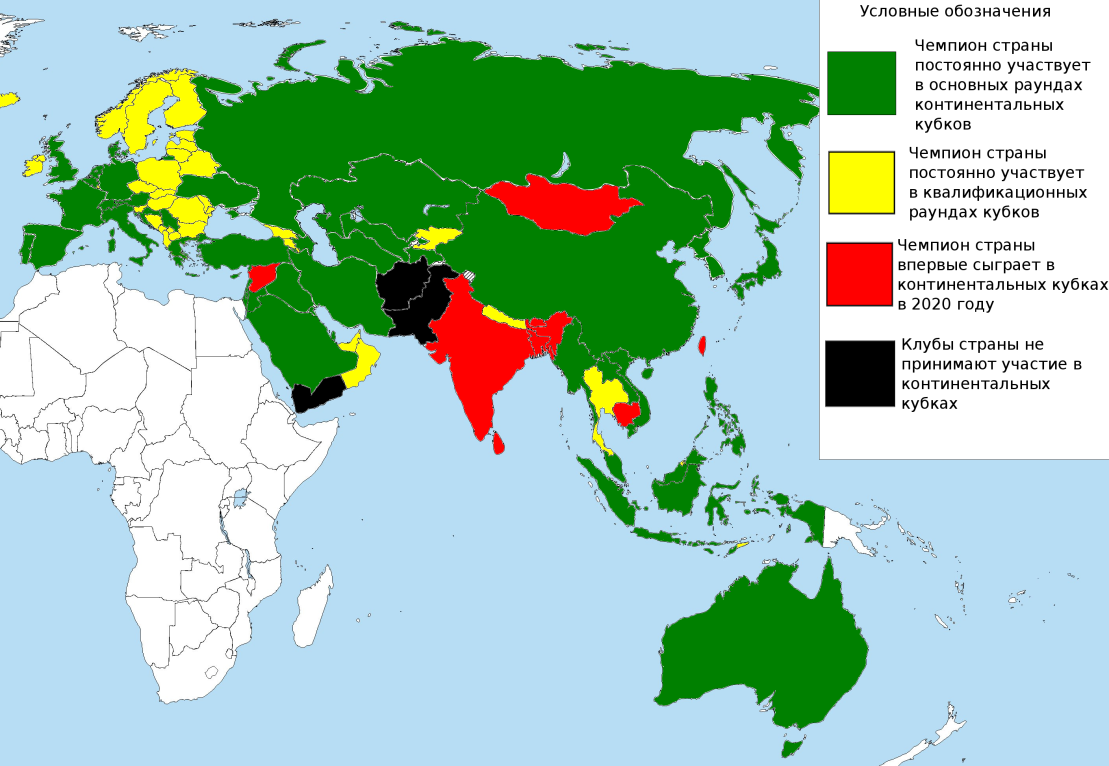 Условные обозначения
Чемпион страны
постоянно участвует
в основных раундах
континентальных
кубков
Чемпион страны
постоянно участвует
в квалификационных
раундах кубков
Чемпион страны
впервые сыграет в
континентальных кубках
в 2020 году
Клубы страны не
принимают участие в
континентальных
кубках